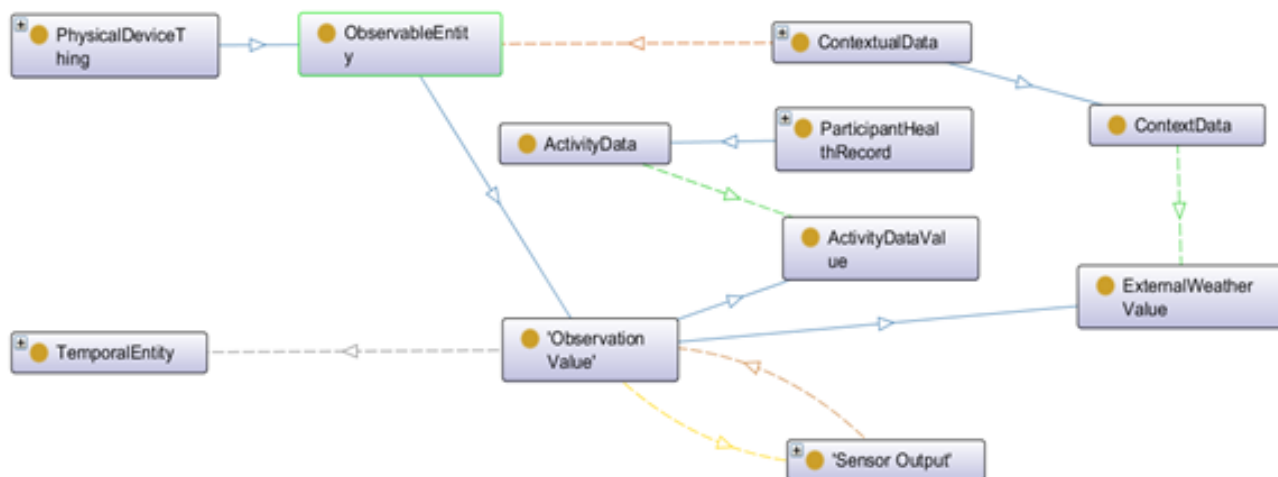 PhysicalDeviceT
hing
ObservableEntit
y
ContextualData
ActivityData
ParticipantHeal
thRecord
ContextData
ActivityDataVal
ue
ExternalWeather
Value
TemporalEntity
'Observation
Value'
'Sensor Output'